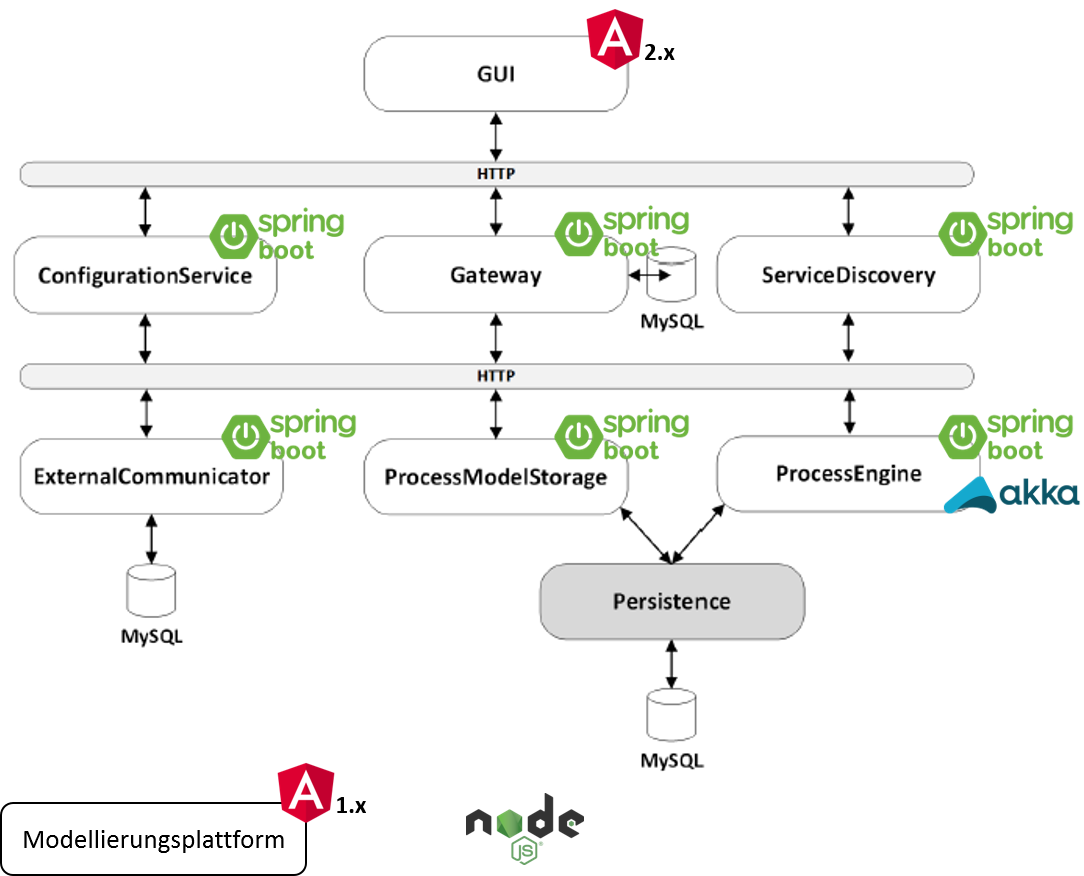 GUI
2.x
HTTP
spring
boot
spring
boot
spring
boot
ConfigurationService
Gateway
ServiceDiscovery
MySQL
HTTP
spring
boot
spring
boot
spring
boot
ExternalCommunicator
ProcessModelStorage
ProcessEngine
akka
Persistence
MySQL
MySQL
1.x
Modellierungsplattform
node
JS